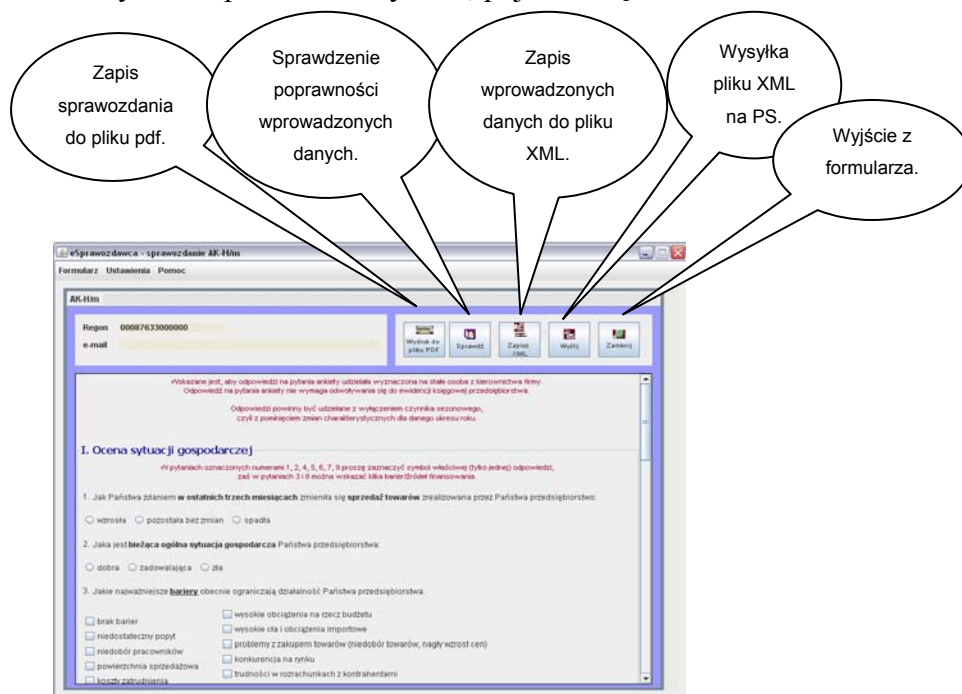 Zapis
sprawozdania
do pliku pdf.
Sprawdzenie
poprawności
wprowadzonych
danych.
Zapis
wprowadzonych
danych do pliku
XML.
Wysyłka
pliku XML
na PS.
Wyjście z
formularza.
eSprawozdawca - sprawozdanie AK-H/m
Formularz Ustawienia Pomoc
AK-H/m
Regon 00087633000000
e-mail
Wydruk do
pliku PDF
Sprawdź
Zapisz
XML
Wyślij
Zamknij
Wskazane jest, aby odpowiedzi na pytania ankiety udzielała wyznaczona na stałe osoba z kierownictwa firmy.
Odpowiedź na pytania ankiety nie wymaga odwoływania się do ewidencji księgowej przedsiębiorstwa.
Odpowiedzi powinny być udzielane z wyłączeniem czynnika sezonowego,
czyli z pominięciem zmian charakterystycznych dla danego okresu roku.
I. Ocena sytuacji gospodarczej
W pytaniach oznaczonych numerami 1, 2, 4, 5, 6, 7, 9 proszę zaznaczyć symbol właściwej (tylko jednej) odpowiedzi,
zaś w pytaniach 3 i 8 można wskazać kilka barier/źródeł finansowania.
1. Jak Państwa zdaniem w ostatnich trzech miesiącach zmieniła się sprzedaż towarów zrealizowana przez Państwa przedsiębiorstwo:
wzrosła pozostała bez zmian spadła
2. Jaka jest bieżąca ogólna sytuacja gospodarcza Państwa przedsiębiorstwa:
dobra zadowalająca zła
3. Jakie najważniejsze bariery obecnie ograniczają działalność Państwa przedsiębiorstwa:
brak barier
niedostateczny popyt
niedobór pracowników
powierzchnia sprzedażowa
koszty zatrudnienia
wysokie obciążenia na rzecz budżetu
wysokie cła i obciążenia importowe
problemy z zakupem towarów (niedobór towarów, nagły wzrost cen)
konkurencja na rynku
trudności w rozrachunkach z kontrahentami